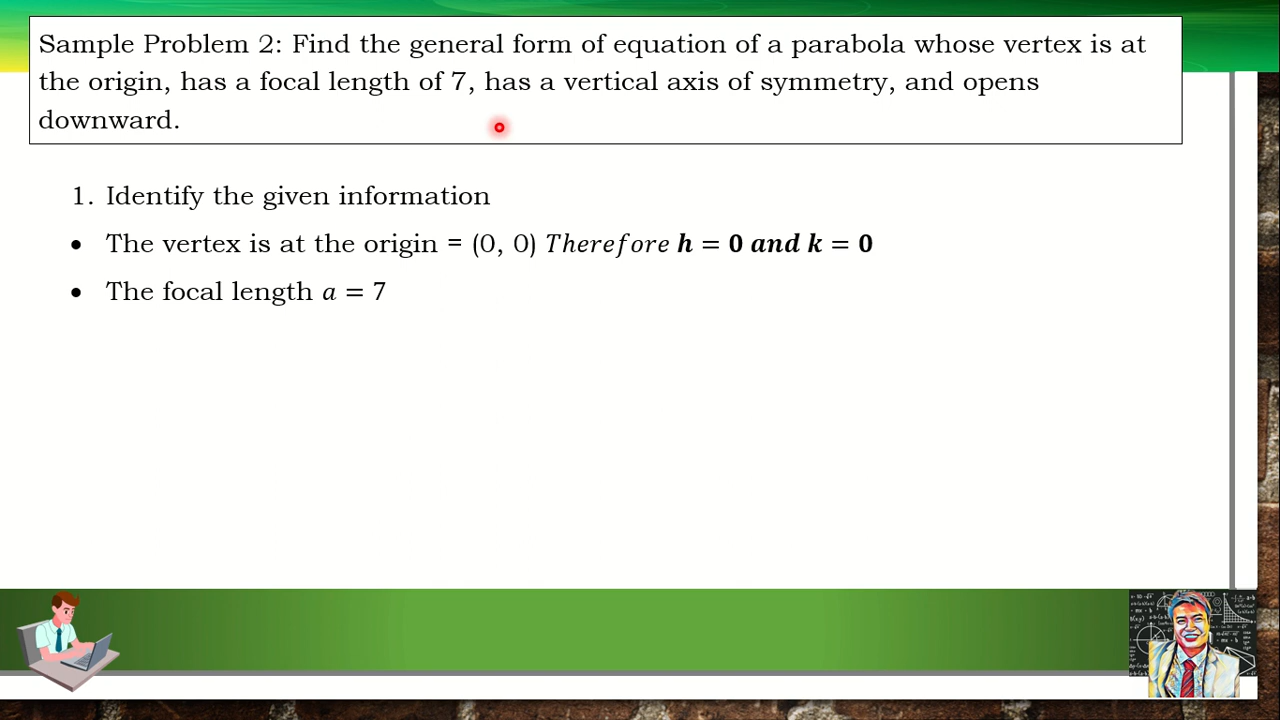 Sample Problem 2: Find the general form of equation of a parabola whose vertex is at
the origin, has a focal length of 7, has a vertical axis of symmetry, and opens
downward.
1. Identify the given information
• The vertex is at the origin = (0, 0) Therefore h = 0 and k = 0
• The focal length a = 7